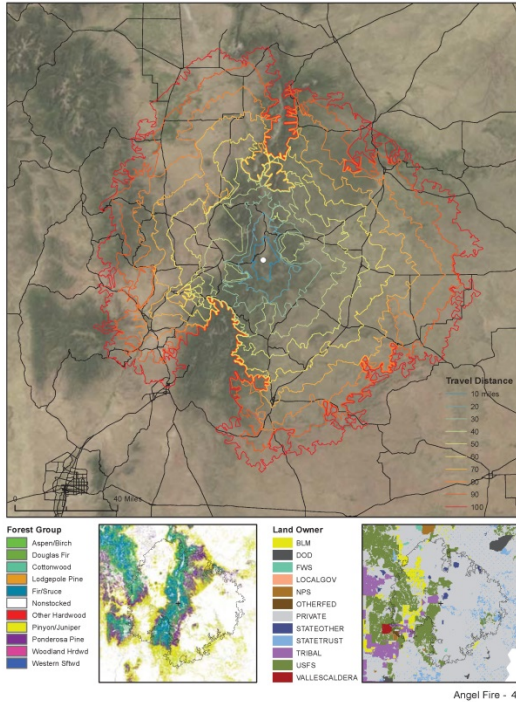 Travel Distance
10 miles
20
30
40
50
60
70
80
90
100
0 40 Miles
Forest Group
Aspen/Birch
Douglas Fir
Cottonwood
Lodgepole Pine
Fir/Sruce
Nonstocked
Other Hardwood
Pinyon/Juniper
Ponderosa Pine
Woodland Hrdwd
Western Sftwd
Land Owner
BLM
DOD
FWS
LOCALGOV
NPS
OTHERFED
PRIVATE
STATEOTHER
STATETRUST
TRIBAL
USFS
VALLESCALDERA
Angel Fire - 4